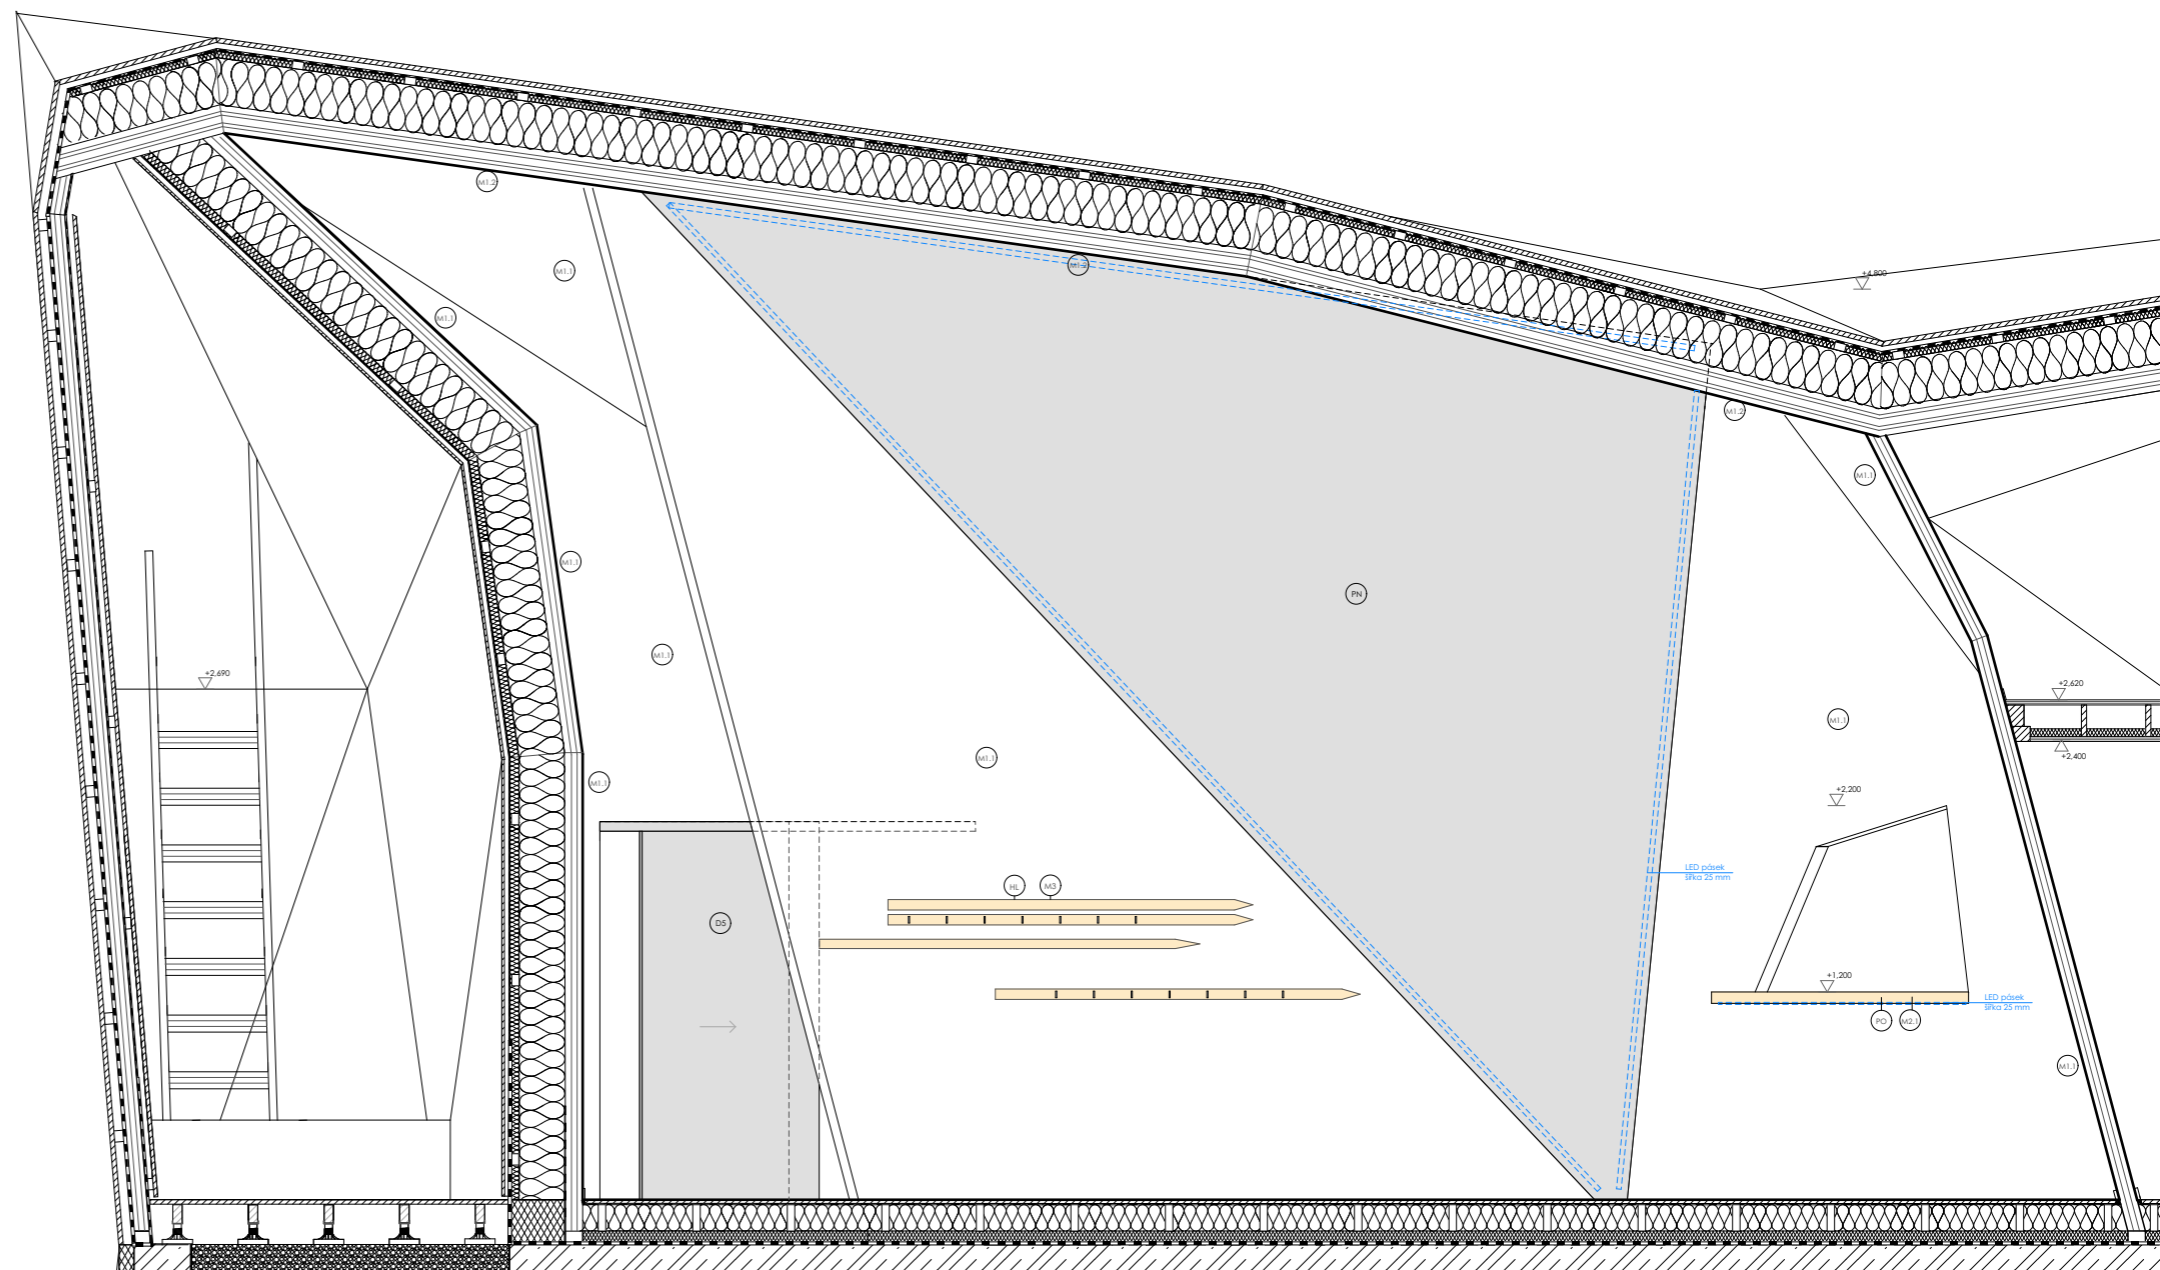 M1.2
M1.1
M1.2
+4,800
M1.1
M1.2
M1.1
M1.1
PN
M1.1
+2,690
+2,620
M1.1
M1.1
+2,400
M1.1
+2,200
LED pásek
šířka 25 mm
HL
M3
D5
+1,200
LED pásek
šířka 25 mm
PO
M2.1
M1.1